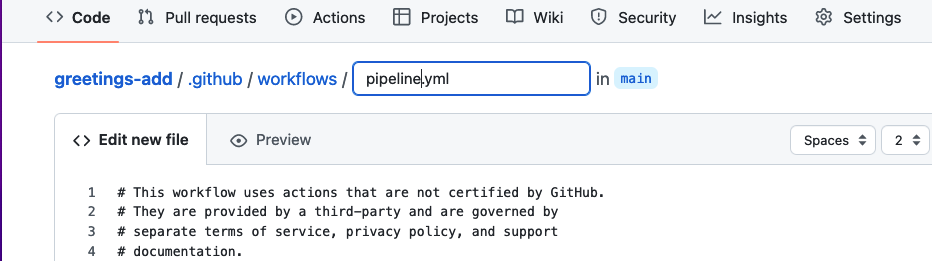 <> Code Pull requests Actions Projects Wiki Security Insights Settings
greetings-add / .github / workflows / pipeline.yml in main
<> Edit new file Preview Spaces 2
1 # This workflow uses actions that are not certified by GitHub.
2 # They are provided by a third-party and are governed by
3 # separate terms of service, privacy policy, and support
4 # documentation.